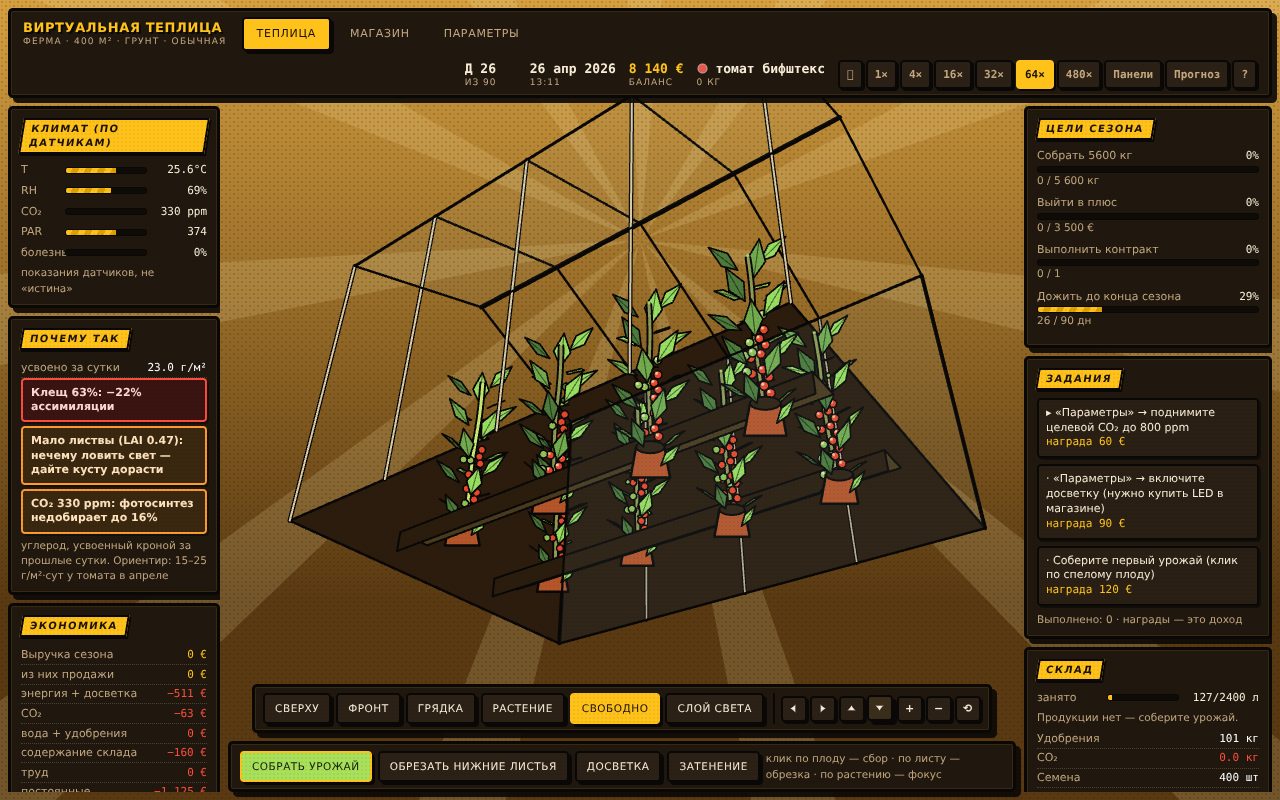 ВИРТУАЛЬНАЯ ТЕПЛИЦА
ФЕРМА · 400 М² · ГРУНТ · ОБЫЧНАЯ
ТЕПЛИЦА
МАГАЗИН
ПАРАМЕТРЫ
Д 26
ИЗ 90
26 апр 2026
13:11
8 140 €
БАЛАНС
томат бифштекс
0 КГ
1×
4×
16×
32×
64×
480×
Панели
Прогноз
?
КЛИМАТ (ПО
ДАТЧИКАМ)
T 25.6°C
RH 69%
CO₂ 330 ppm
PAR 374
болезнь 0%
показания датчиков, не
«истина»
ПОЧЕМУ ТАК
усвоено за сутки 23.0 г/м²
Клещ 63%: −22%
ассимиляции
Мало листвы (LAI 0.47):
нечему ловить свет —
дайте кусту дорасти
CO₂ 330 ppm: фотосинтез
недобирает до 16%
углерод, усвоенный кроной за
прошлые сутки. Ориентир: 15–25
г/м²·сут у томата в апреле
ЭКОНОМИКА
Выручка сезона 0 €
из них продажи 0 €
энергия + досветка −511 €
CO₂ −63 €
вода + удобрения 0 €
содержание склада −160 €
труд 0 €
постоянные −1 125 €
СВЕРХУ
ФРОНТ
ГРЯДКА
РАСТЕНИЕ
СВОБОДНО
СЛОЙ СВЕТА
+
−
⟲
СОБРАТЬ УРОЖАЙ
ОБРЕЗАТЬ НИЖНИЕ ЛИСТЬЯ
ДОСВЕТКА
ЗАТЕНЕНИЕ
клик по плоду — сбор · по листу —
обрезка · по растению — фокус
ЦЕЛИ СЕЗОНА
Собрать 5600 кг 0%
0 / 5 600 кг
Выйти в плюс 0%
0 / 3 500 €
Выполнить контракт 0%
0 / 1
Дожить до конца сезона 29%
26 / 90 дн
ЗАДАНИЯ
▸ «Параметры» → поднимите
целевой CO₂ до 800 ppm
награда 60 €
· «Параметры» → включите
досветку (нужно купить LED в
магазине)
награда 90 €
· Соберите первый урожай (клик
по спелому плоду)
награда 120 €
Выполнено: 0 · награды — это доход
СКЛАД
занято 127/2400 л
Продукции нет — соберите урожай.
Удобрения 101 кг
CO₂ 0.0 кг
Семена 400 шт